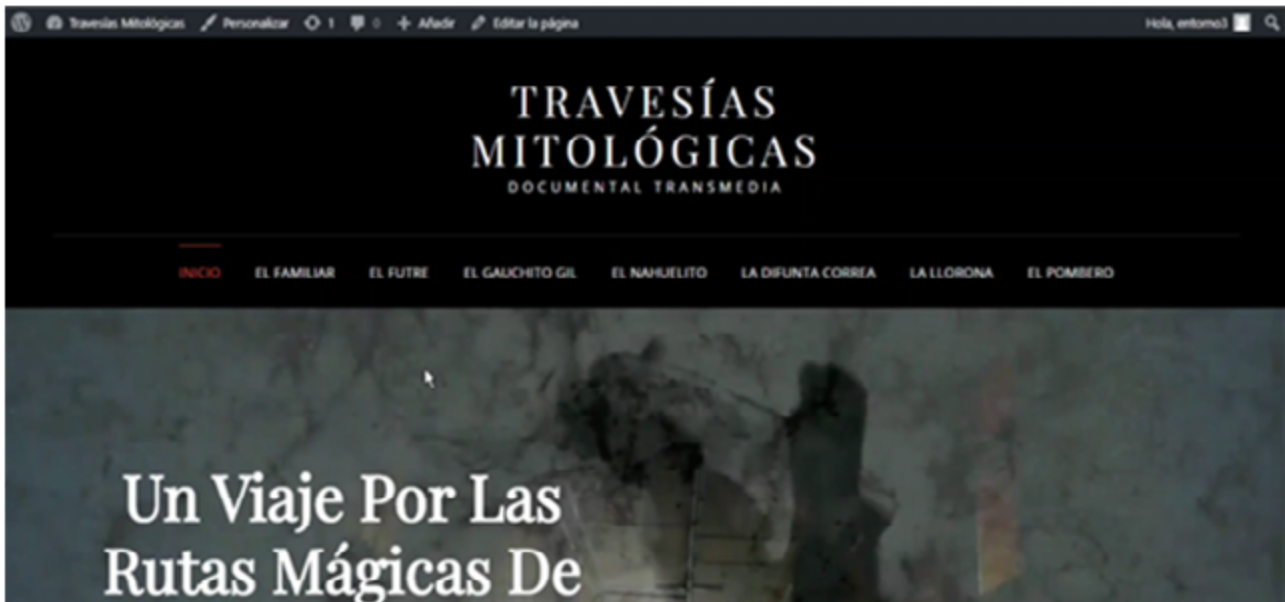 Travesías Mitológicas Personalizar 1 0 Añadir Editar la página Hola, entorno3
TRAVESÍAS
MITOLÓGICAS
DOCUMENTAL TRANSMEDIA
INICIO EL FAMILIAR EL FUTRE EL GAUCHITO GIL EL NAHUELITO LA DIFUNTA CORREA LA LLORONA EL POMBERO
Un Viaje Por Las
Rutas Mágicas De